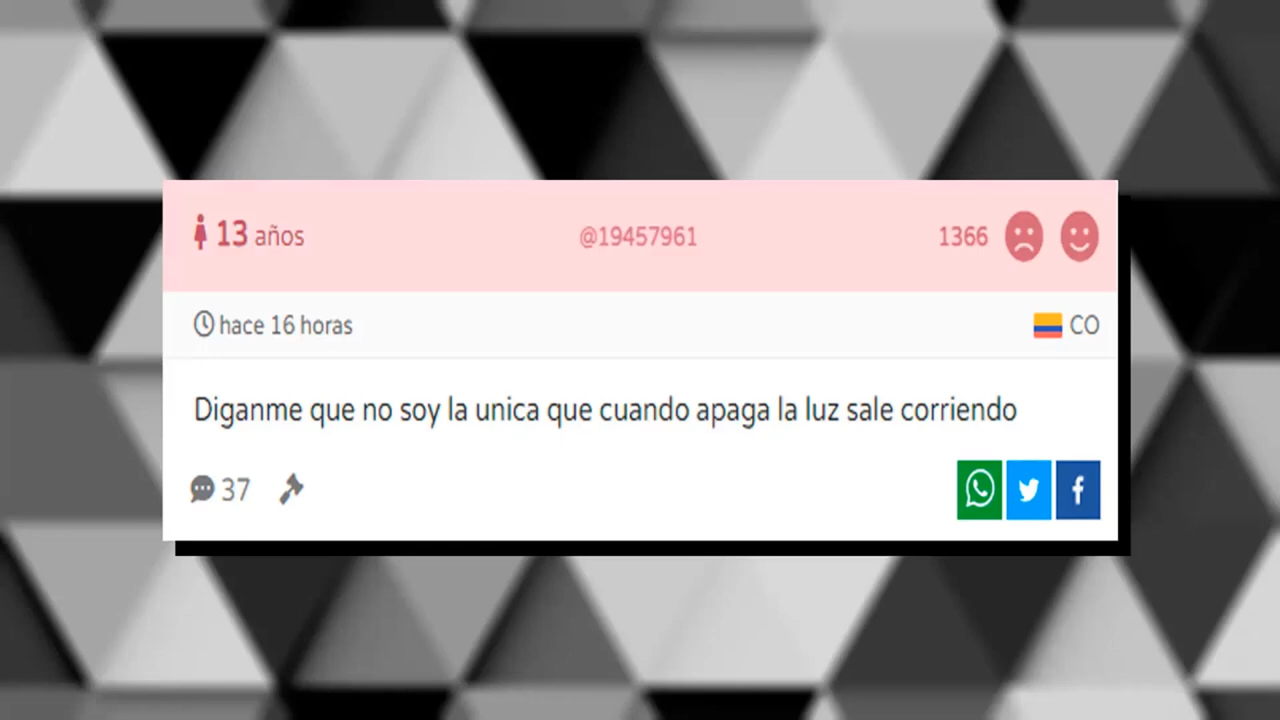 13 años @19457961 1366
hace 16 horas CO
Diganme que no soy la unica que cuando apaga la luz sale corriendo
37